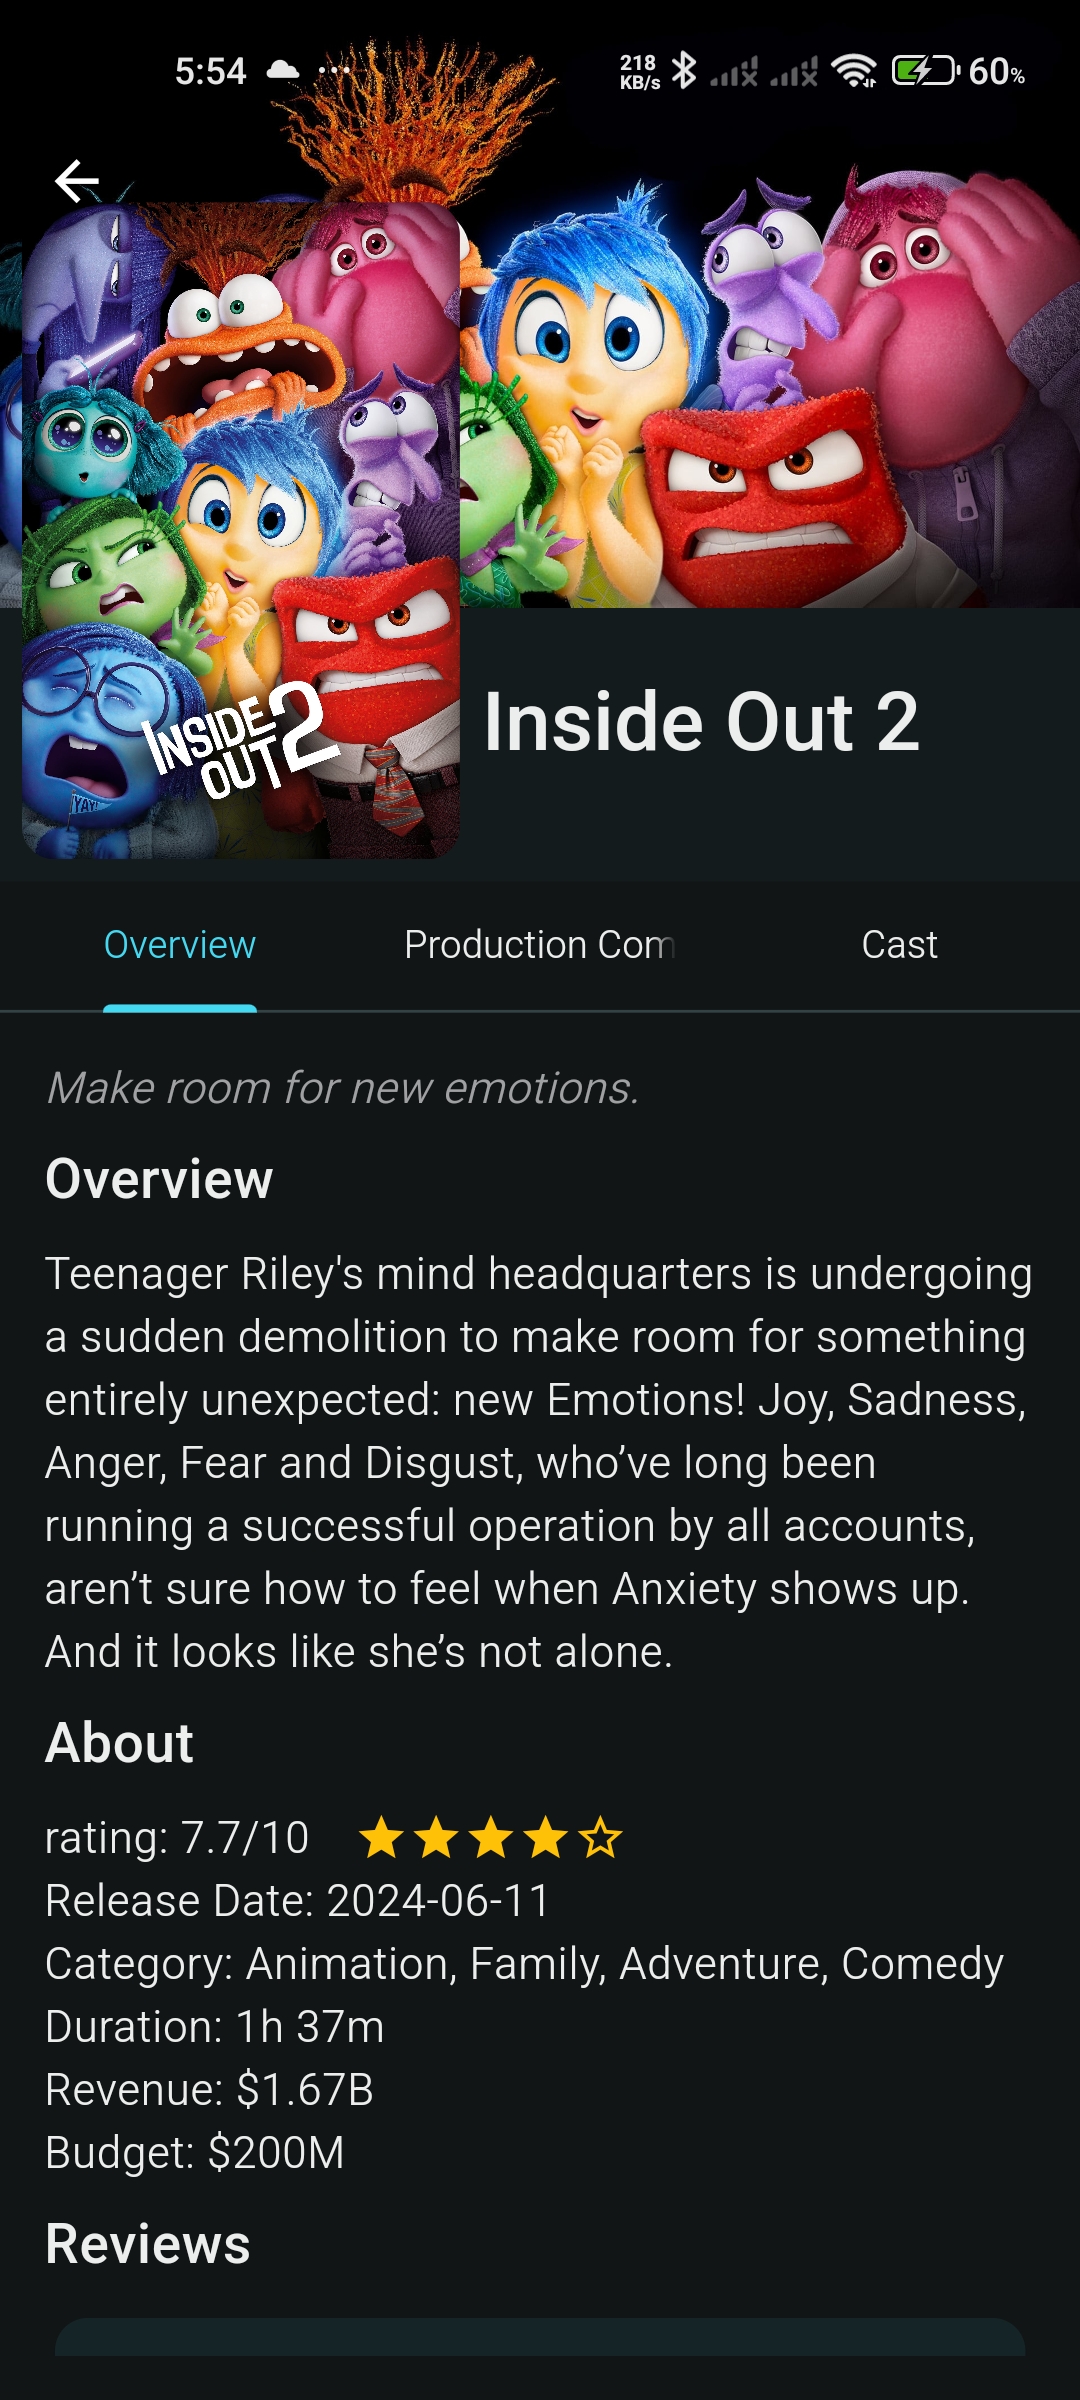 5:54
218
KB/s
60%
YAY!
INSIDE
OUT 2
Inside Out 2
Overview
Production Com
Cast
Make room for new emotions.
Overview
Teenager Riley's mind headquarters is undergoing
a sudden demolition to make room for something
entirely unexpected: new Emotions! Joy, Sadness,
Anger, Fear and Disgust, who’ve long been
running a successful operation by all accounts,
aren’t sure how to feel when Anxiety shows up.
And it looks like she’s not alone.
About
rating: 7.7/10
Release Date: 2024-06-11
Category: Animation, Family, Adventure, Comedy
Duration: 1h 37m
Revenue: $1.67B
Budget: $200M
Reviews